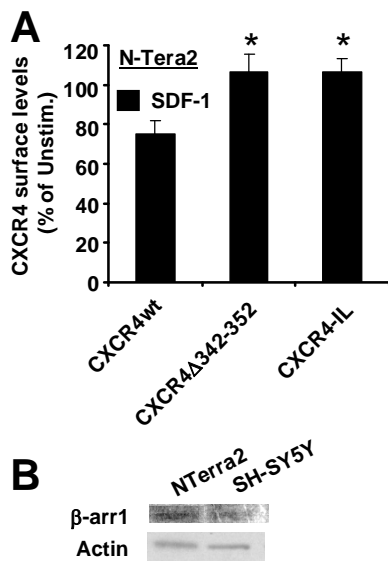 A
N-Tera2
SDF-1
CXCR4 surface levels
(% of Unstim.)
120
100
80
60
40
20
0
*
*
CXCR4wt
CXCR4Δ342-352
CXCR4-IL
B
NTerra2
SH-SY5Y
β-arr1
Actin